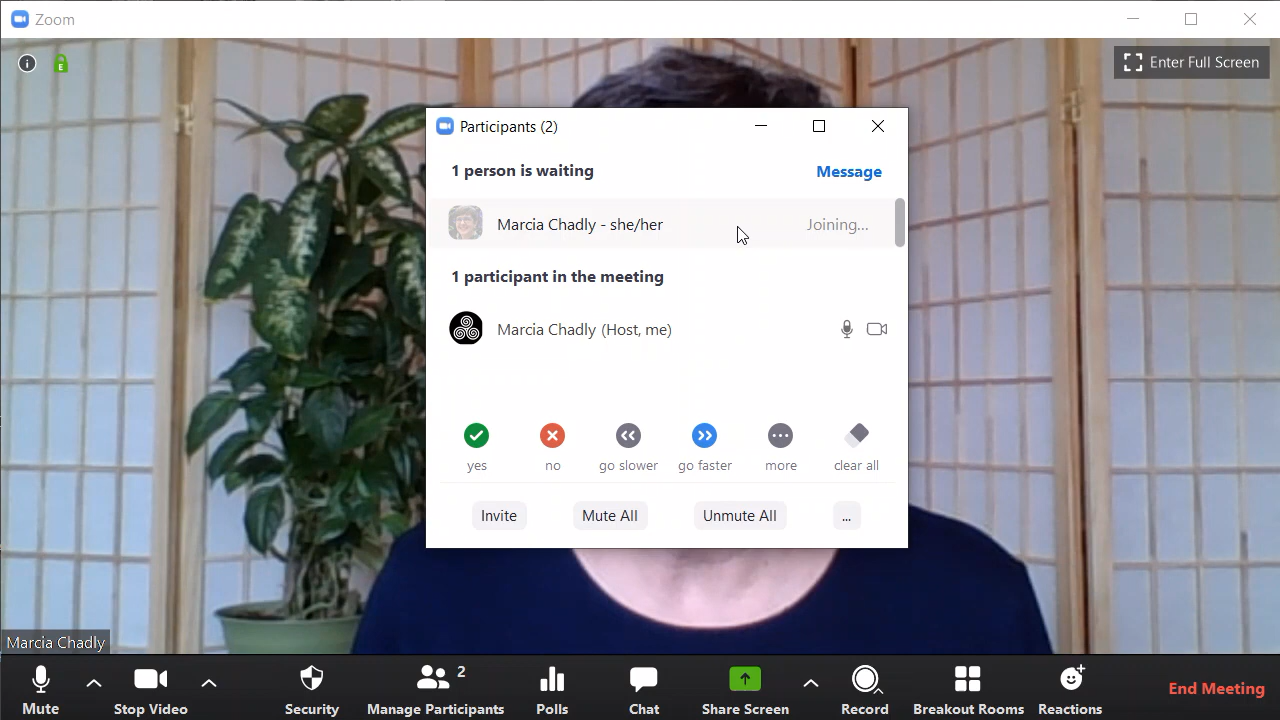 Zoom
E
Enter Full Screen
Participants (2)
1 person is waiting
Message
Marcia Chadly - she/her
Joining...
1 participant in the meeting
Marcia Chadly (Host, me)
yes
no
go slower
go faster
more
clear all
Invite
Mute All
Unmute All
...
Marcia Chadly
Mute
Stop Video
Security
2
Manage Participants
Polls
Chat
Share Screen
Record
Breakout Rooms
Reactions
End Meeting